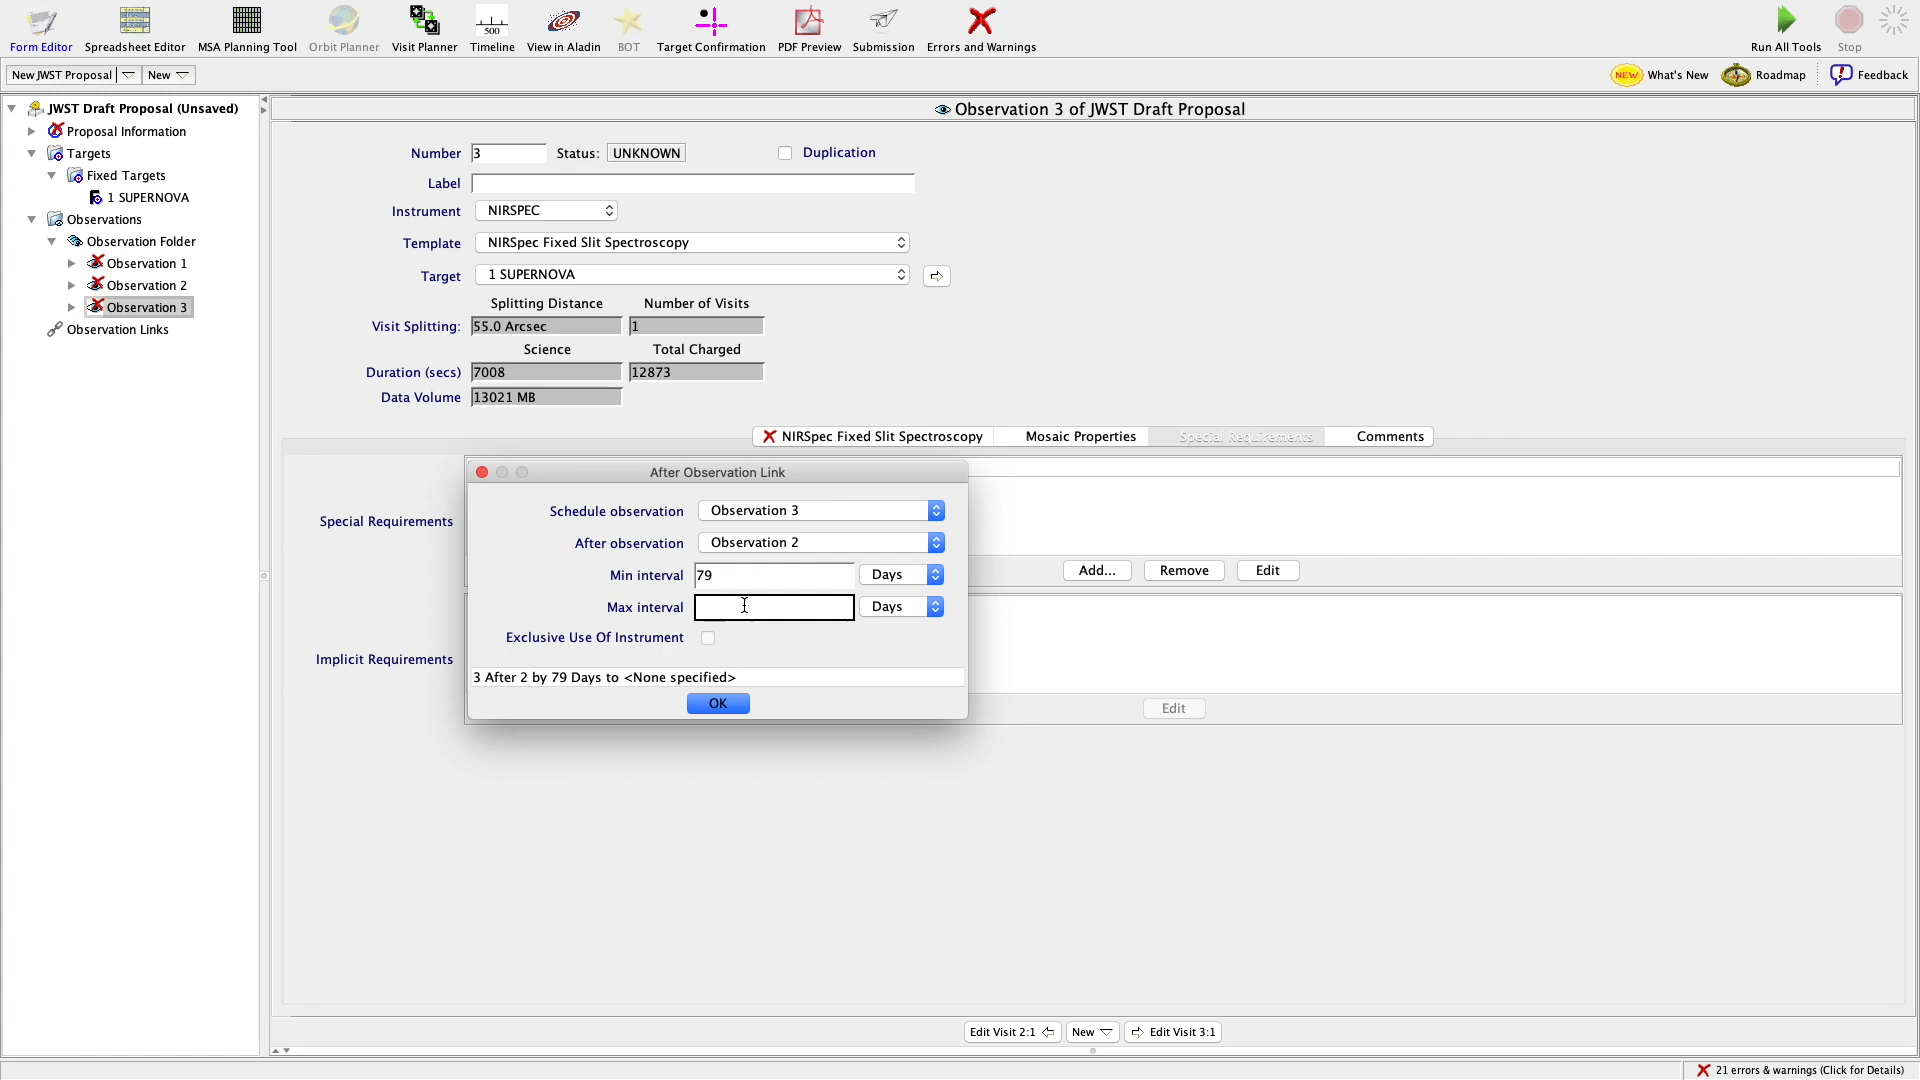 500
Form Editor Spreadsheet Editor MSA Planning Tool Orbit Planner Visit Planner Timeline View in Aladin BOT Target Confirmation PDF Preview Submission Errors and Warnings Run All Tools Stop
New JWST Proposal New NEW What's New Roadmap Feedback
JWST Draft Proposal (Unsaved)
Proposal Information
Targets
Fixed Targets
1 SUPERNOVA
Observations
Observation Folder
Observation 1
Observation 2
Observation 3
Observation Links
Observation 3 of JWST Draft Proposal
Number 3 Status: UNKNOWN Duplication
Label
Instrument NIRSPEC
Template NIRSpec Fixed Slit Spectroscopy
Target 1 SUPERNOVA
Splitting Distance Number of Visits
Visit Splitting: 55.0 Arcsec 1
Science Total Charged
Duration (secs) 7008 12873
Data Volume 13021 MB
NIRSpec Fixed Slit Spectroscopy Mosaic Properties Special Requirements Comments
Special Requirements
Add... Remove Edit
Implicit Requirements
Edit
After Observation Link
Schedule observation Observation 3
After observation Observation 2
Min interval 79 Days
Max interval Days
Exclusive Use Of Instrument
3 After 2 by 79 Days to <None specified>
OK
Edit Visit 2:1 New Edit Visit 3:1
21 errors & warnings (Click for Details)